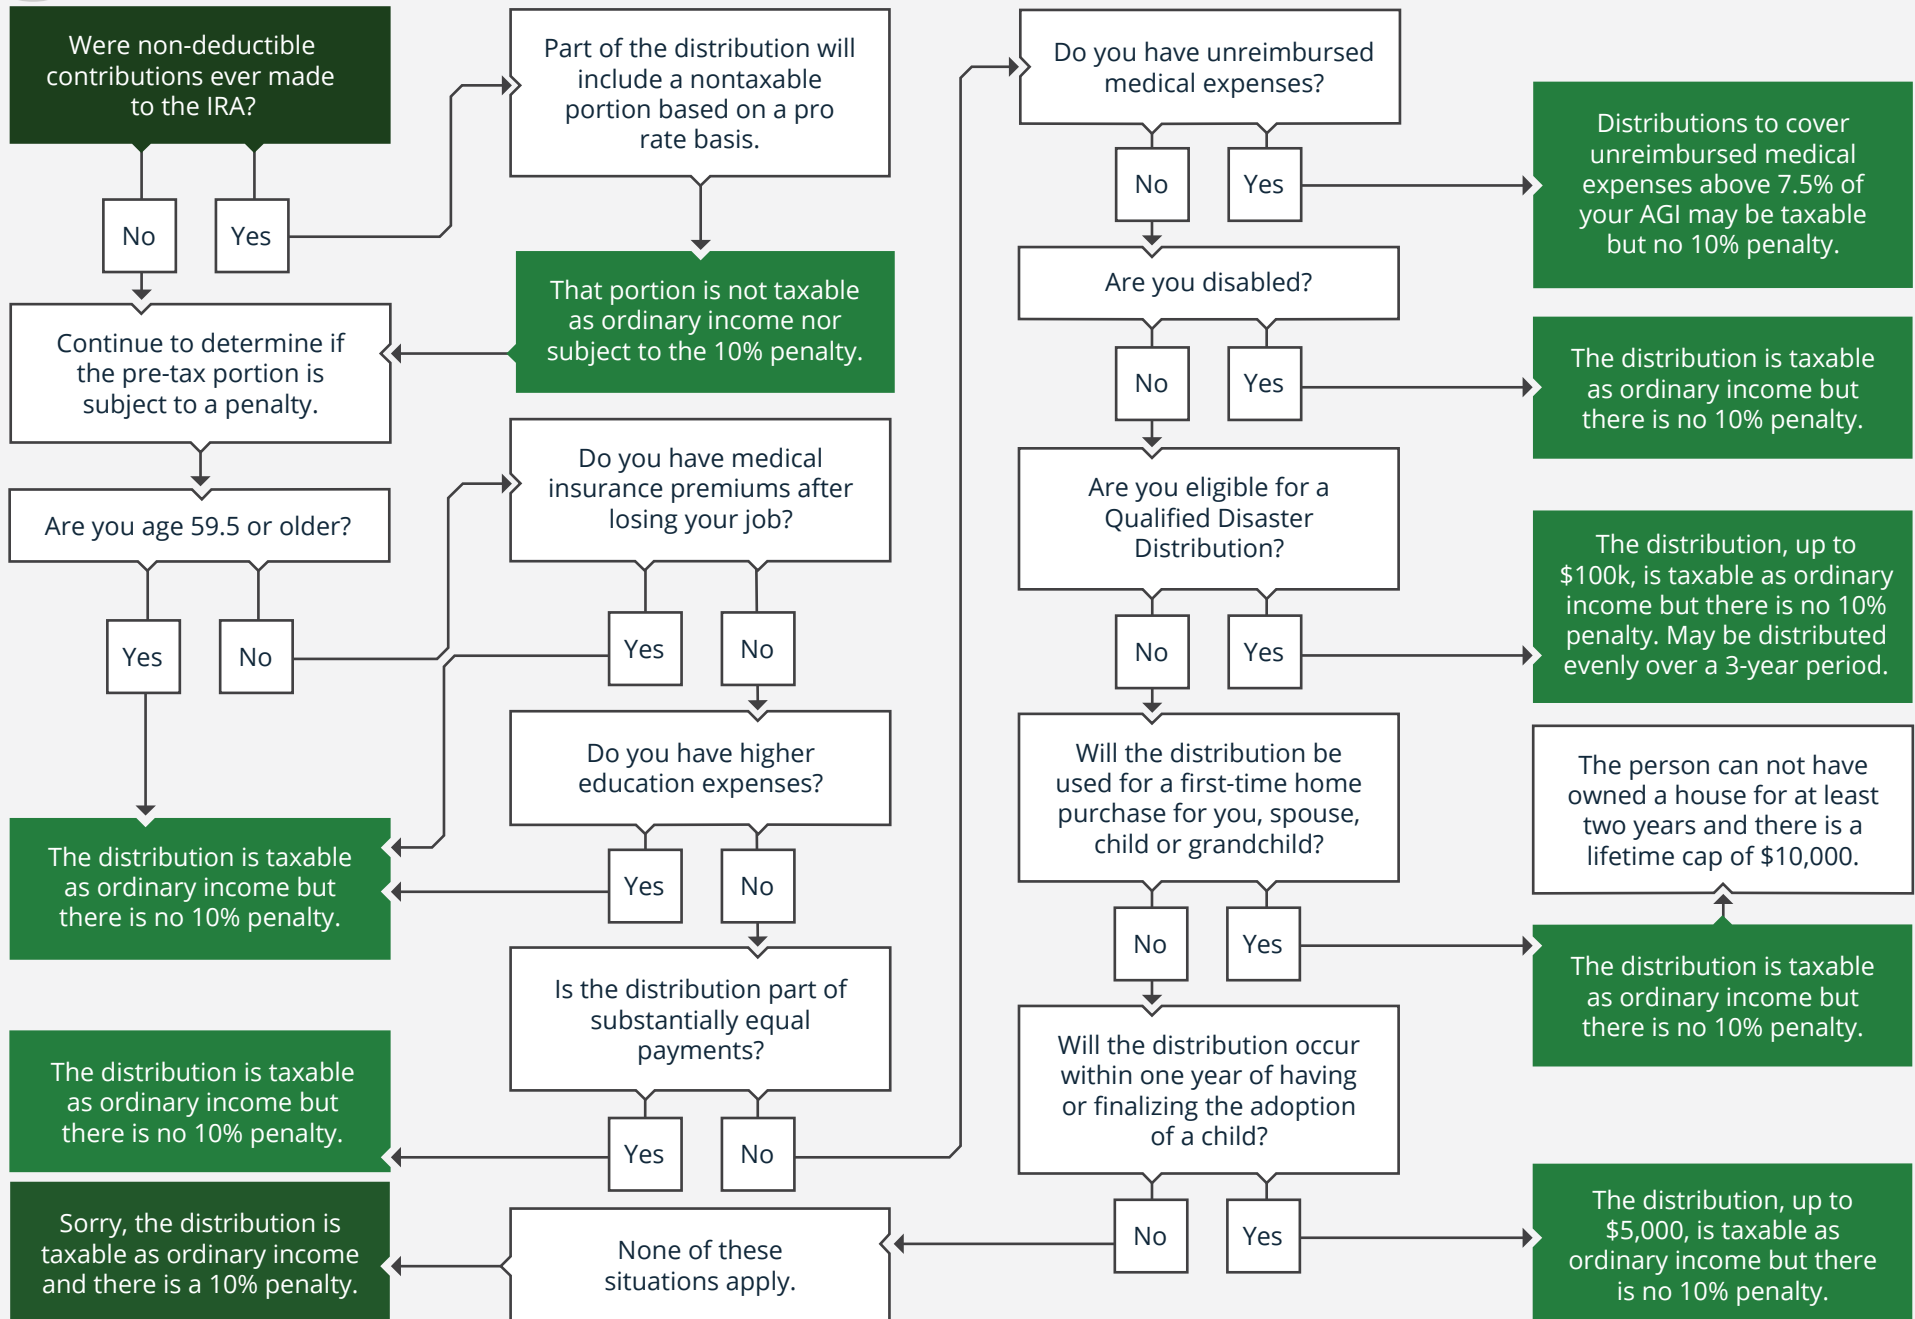 Were non-deductible
contributions ever made
to the IRA?
No
Yes
Part of the distribution will
include a nontaxable
portion based on a pro
rate basis.
That portion is not taxable
as ordinary income nor
subject to the 10% penalty.
Continue to determine if
the pre-tax portion is
subject to a penalty.
Are you age 59.5 or older?
Yes
No
The distribution is taxable
as ordinary income but
there is no 10% penalty.
Do you have medical
insurance premiums after
losing your job?
Yes
No
Do you have higher
education expenses?
Yes
No
Is the distribution part of
substantially equal
payments?
Yes
No
The distribution is taxable
as ordinary income but
there is no 10% penalty.
Do you have unreimbursed
medical expenses?
No
Yes
Distributions to cover
unreimbursed medical
expenses above 7.5% of
your AGI may be taxable
but no 10% penalty.
Are you disabled?
No
Yes
The distribution is taxable
as ordinary income but
there is no 10% penalty.
Are you eligible for a
Qualified Disaster
Distribution?
No
Yes
The distribution, up to
$100k, is taxable as ordinary
income but there is no 10%
penalty. May be distributed
evenly over a 3-year period.
Will the distribution be
used for a first-time home
purchase for you, spouse,
child or grandchild?
No
Yes
The distribution is taxable
as ordinary income but
there is no 10% penalty.
The person can not have
owned a house for at least
two years and there is a
lifetime cap of $10,000.
Will the distribution occur
within one year of having
or finalizing the adoption
of a child?
No
Yes
The distribution, up to
$5,000, is taxable as
ordinary income but there
is no 10% penalty.
None of these
situations apply.
Sorry, the distribution is
taxable as ordinary income
and there is a 10% penalty.